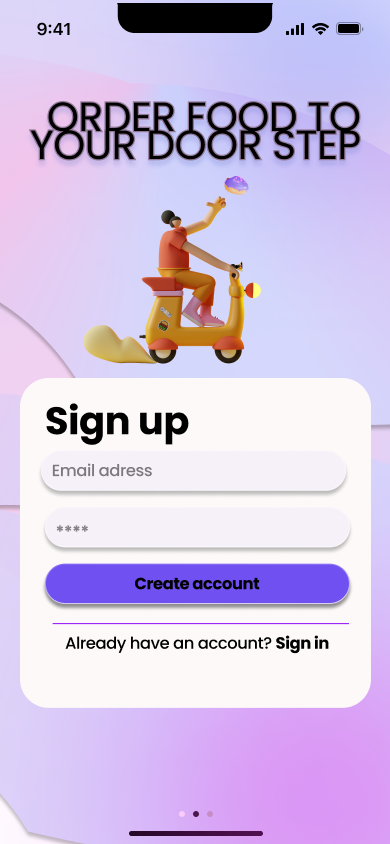 9:41
ORDER FOOD TO
YOUR DOOR STEP
Sign up
Email adress
****
Create account
Already have an account? Sign in